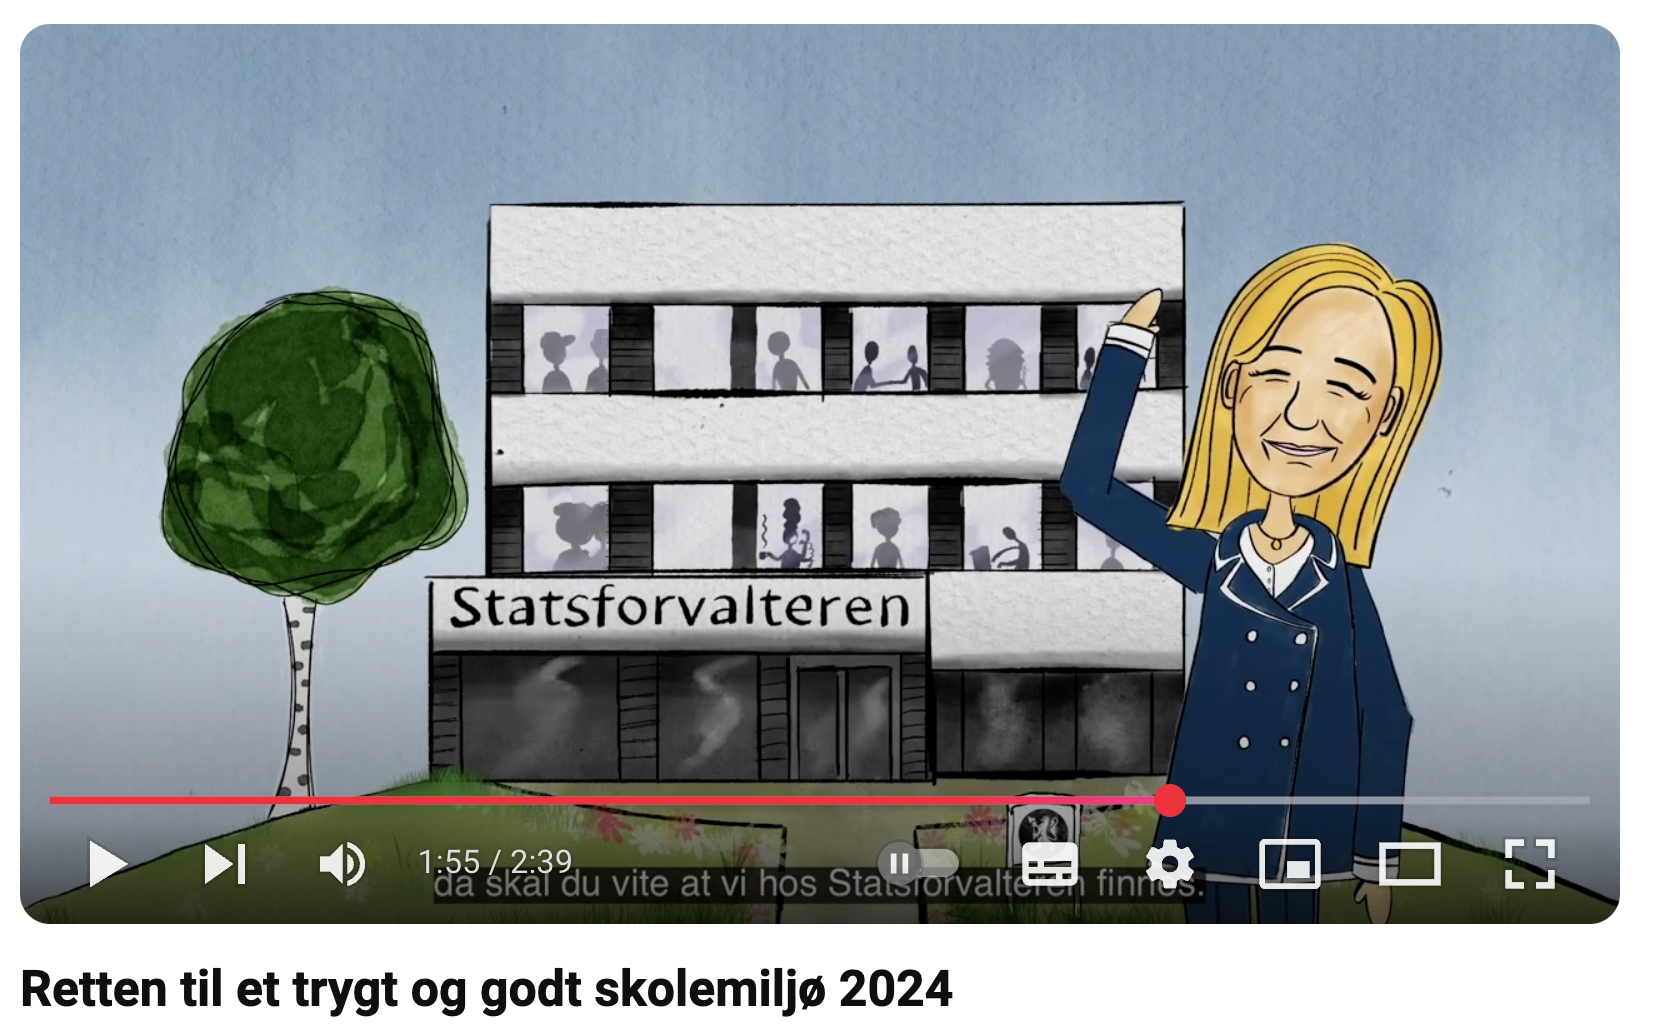 Statsforvalteren
1:55 / 2:39
da skal du vite at vi hos Statsforvalteren finnes.
Retten til et trygt og godt skolemiljø 2024